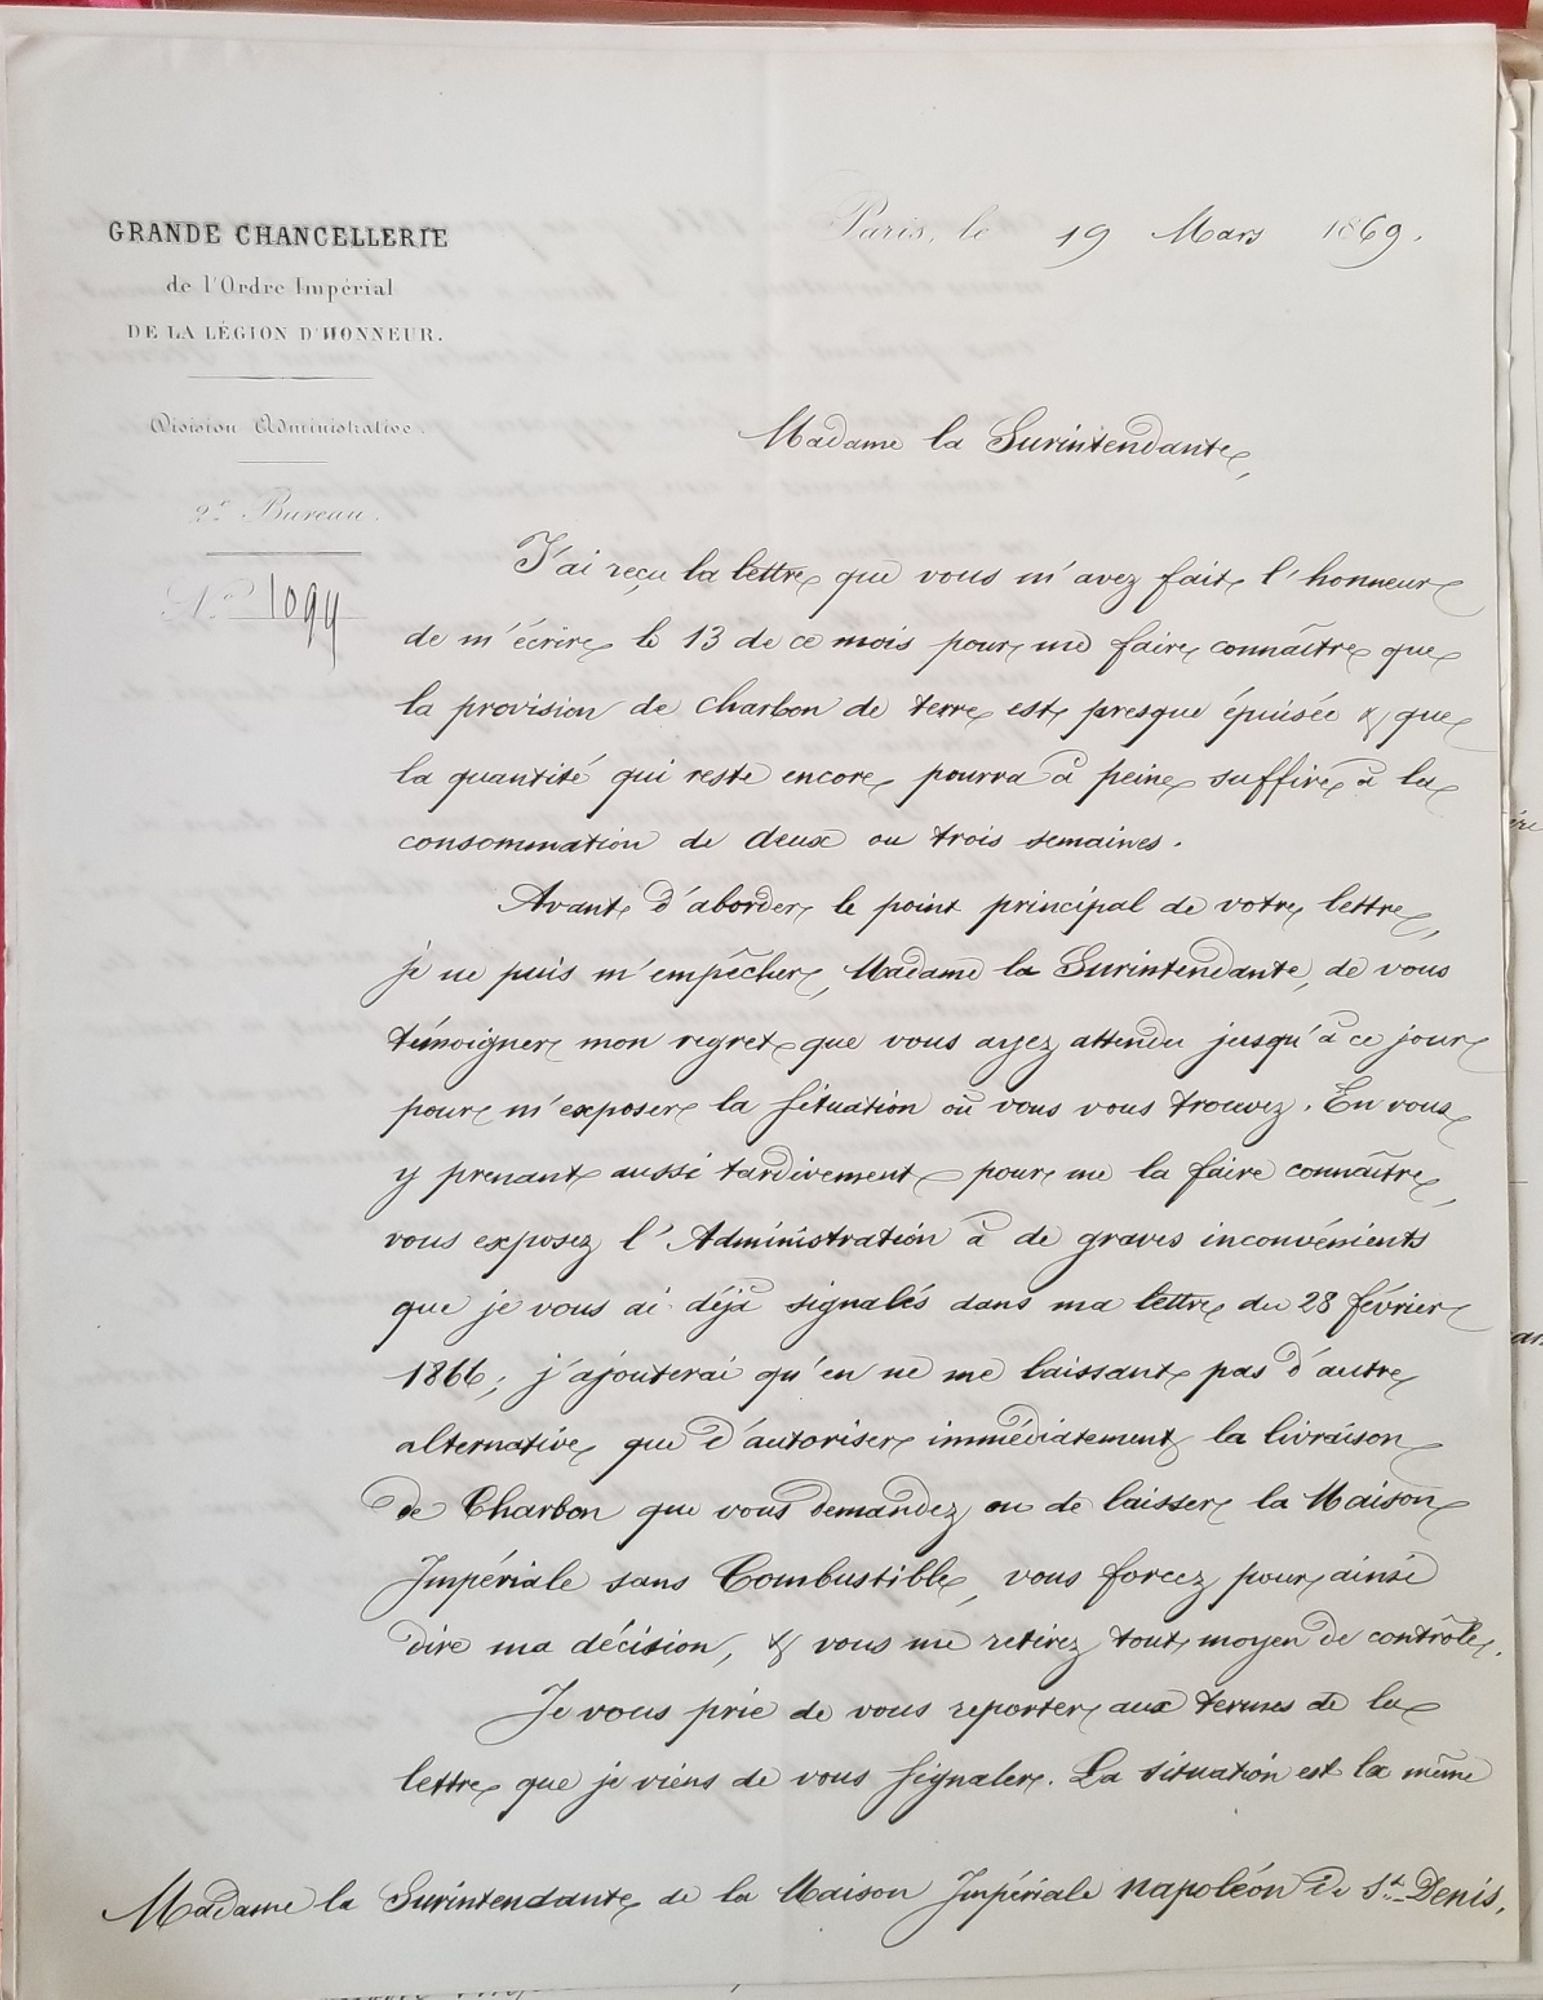 GRANDE CHANCELLERIE
de l'Ordre Impérial
DE LA LÉGION D'HONNEUR.
Division Administrative.
2e Bureau.
No 1094
Paris, le 19 Mars 1869.
Madame la Surintendante,
J'ai reçu la lettre que vous m'avez fait l'honneur
de m'écrire le 13 de ce mois pour me faire connaître que
la provision de charbon de terre est presque épuisée & que
la quantité qui reste encore pourra à peine suffire à la
consommation de deux ou trois semaines.
Avant d'aborder le point principal de votre lettre,
je ne puis m'empêcher, Madame la Surintendante, de vous
témoigner mon regret que vous ayez attendu jusqu'à ce jour
pour m'exposer la situation où vous vous trouvez. En vous
y prenant aussi tardivement pour me la faire connaître,
vous exposez l'Administration à de graves inconvénients
que je vous ai déjà signalés dans ma lettre du 28 février
1866; j'ajouterai qu'en ne me laissant pas d'autre
alternative que d'autoriser immédiatement la livraison
de Charbon que vous demandez ou de laisser la Maison
Impériale sans Combustible, vous forcez pour ainsi
dire ma décision, & vous me retirez tout moyen de contrôle.
Je vous prie de vous reporter aux termes de la
lettre que je viens de vous signaler. La situation est la même
Madame la Surintendante de la Maison Impériale Napoléon de St-Denis.